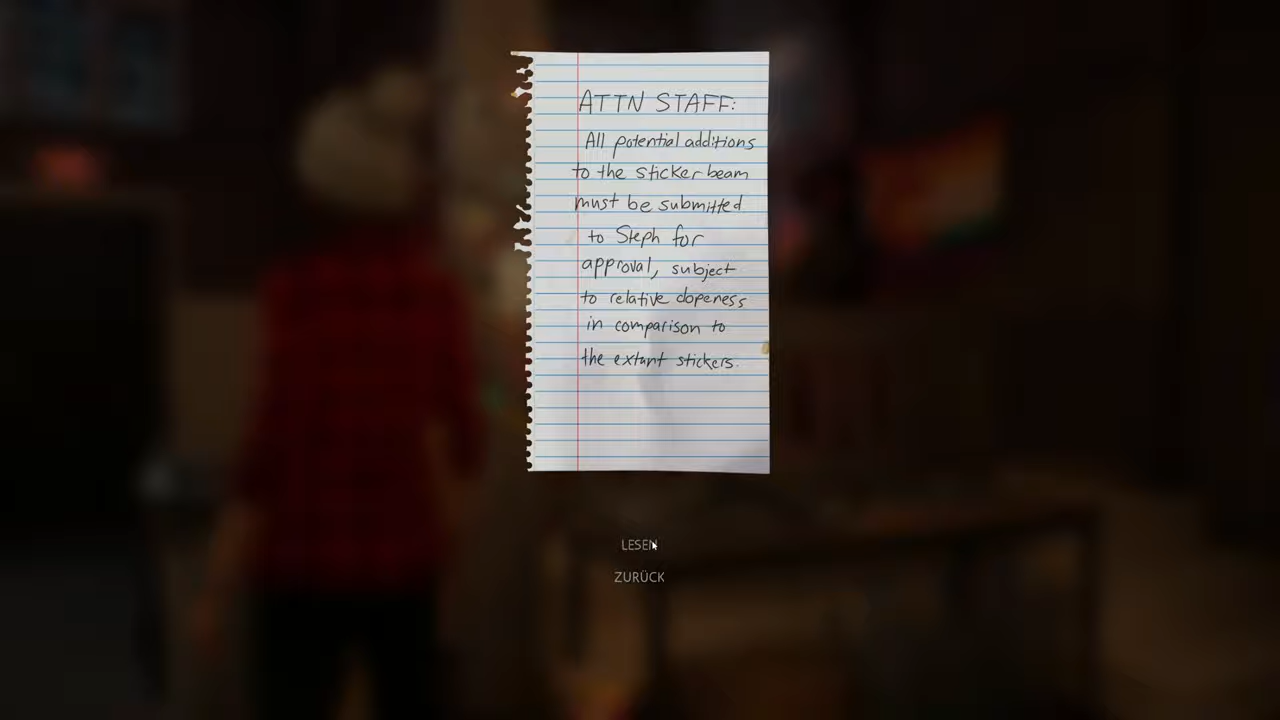 ATTN STAFF:
All potential additions
to the sticker beam
must be submitted
to Steph for
approval, subject
to relative dopeness
in comparison to
the extant stickers.
LESEN
ZURÜCK